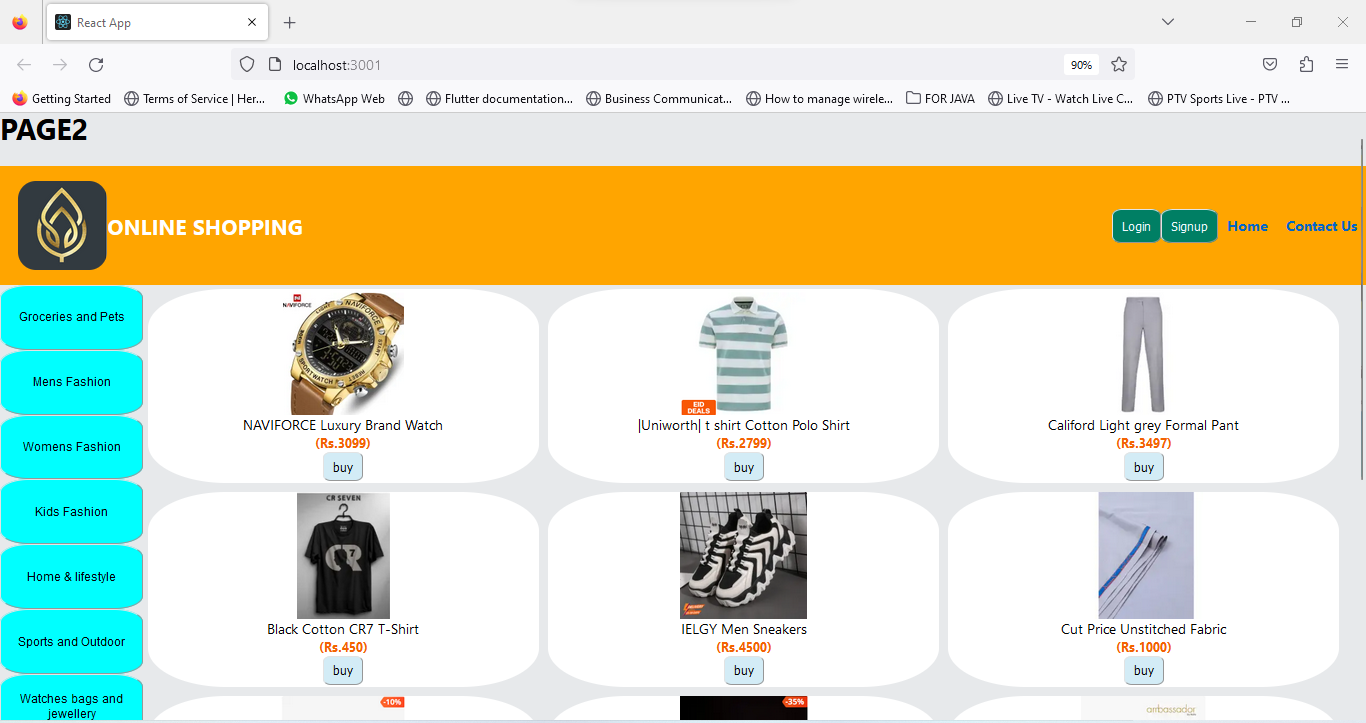 React App
localhost:3001
90%
Getting Started
Terms of Service | Her...
WhatsApp Web
Flutter documentation...
Business Communicat...
How to manage wirele...
FOR JAVA
Live TV - Watch Live C...
PTV Sports Live - PTV ...
PAGE2
ONLINE SHOPPING
Login
Signup
Home
Contact Us
Groceries and Pets
Mens Fashion
Womens Fashion
Kids Fashion
Home & lifestyle
Sports and Outdoor
Watches bags and
jewellery
NAVIFORCE
NAVIFORCE Luxury Brand Watch
(Rs.3099)
buy
EID
DEALS
|Uniworth| t shirt Cotton Polo Shirt
(Rs.2799)
buy
Califord Light grey Formal Pant
(Rs.3497)
buy
CR SEVEN
CR7
Black Cotton CR7 T-Shirt
(Rs.450)
buy
IELGY Men Sneakers
(Rs.4500)
buy
Cut Price Unstitched Fabric
(Rs.1000)
buy
-10%
-35%
ambassador